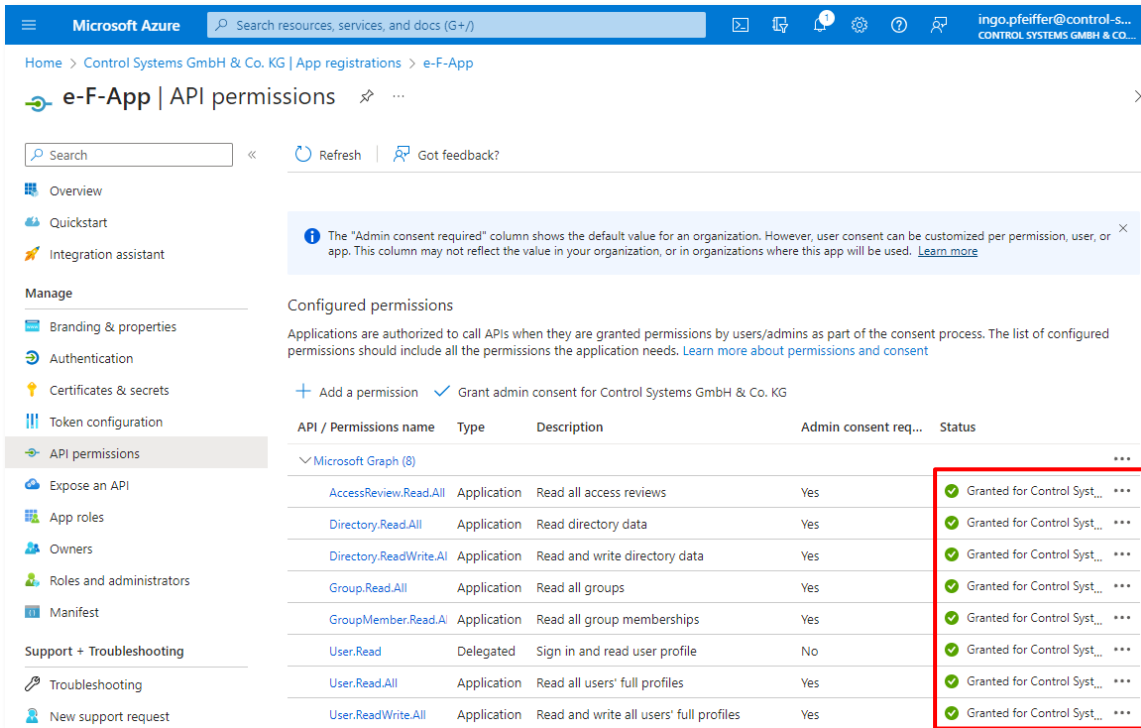 Microsoft Azure
Search resources, services, and docs (G+/)
1
ingo.pfeiffer@control-s...
CONTROL SYSTEMS GMBH & CO....
Home > Control Systems GmbH & Co. KG | App registrations > e-F-App
e-F-App | API permissions ...
Search
«
Refresh
Got feedback?
Overview
Quickstart
Integration assistant
Manage
Branding & properties
Authentication
Certificates & secrets
Token configuration
API permissions
Expose an API
App roles
Owners
Roles and administrators
Manifest
Support + Troubleshooting
Troubleshooting
New support request
The "Admin consent required" column shows the default value for an organization. However, user consent can be customized per permission, user, or
app. This column may not reflect the value in your organization, or in organizations where this app will be used. Learn more
Configured permissions
Applications are authorized to call APIs when they are granted permissions by users/admins as part of the consent process. The list of configured
permissions should include all the permissions the application needs. Learn more about permissions and consent
Add a permission Grant admin consent for Control Systems GmbH & Co. KG
API / Permissions name Type Description Admin consent req... Status
Microsoft Graph (8) ...
AccessReview.Read.All Application Read all access reviews Yes Granted for Control Syst... ...
Directory.Read.All Application Read directory data Yes Granted for Control Syst... ...
Directory.ReadWrite.Al Application Read and write directory data Yes Granted for Control Syst... ...
Group.Read.All Application Read all groups Yes Granted for Control Syst... ...
GroupMember.Read.Al Application Read all group memberships Yes Granted for Control Syst... ...
User.Read Delegated Sign in and read user profile No Granted for Control Syst... ...
User.Read.All Application Read all users' full profiles Yes Granted for Control Syst... ...
User.ReadWrite.All Application Read and write all users' full profiles Yes Granted for Control Syst... ...